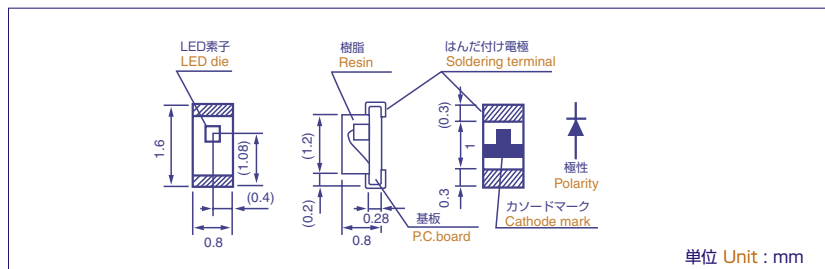 LED素子
LED die
樹脂
Resin
はんだ付け電極
Soldering terminal
1.6
(1.08)
(0.4)
0.8
(1.2)
(0.2)
0.28
0.8
基板
P.C.board
(0.3)
1
0.3
カソードマーク
Cathode mark
極性
Polarity
単位 Unit : mm